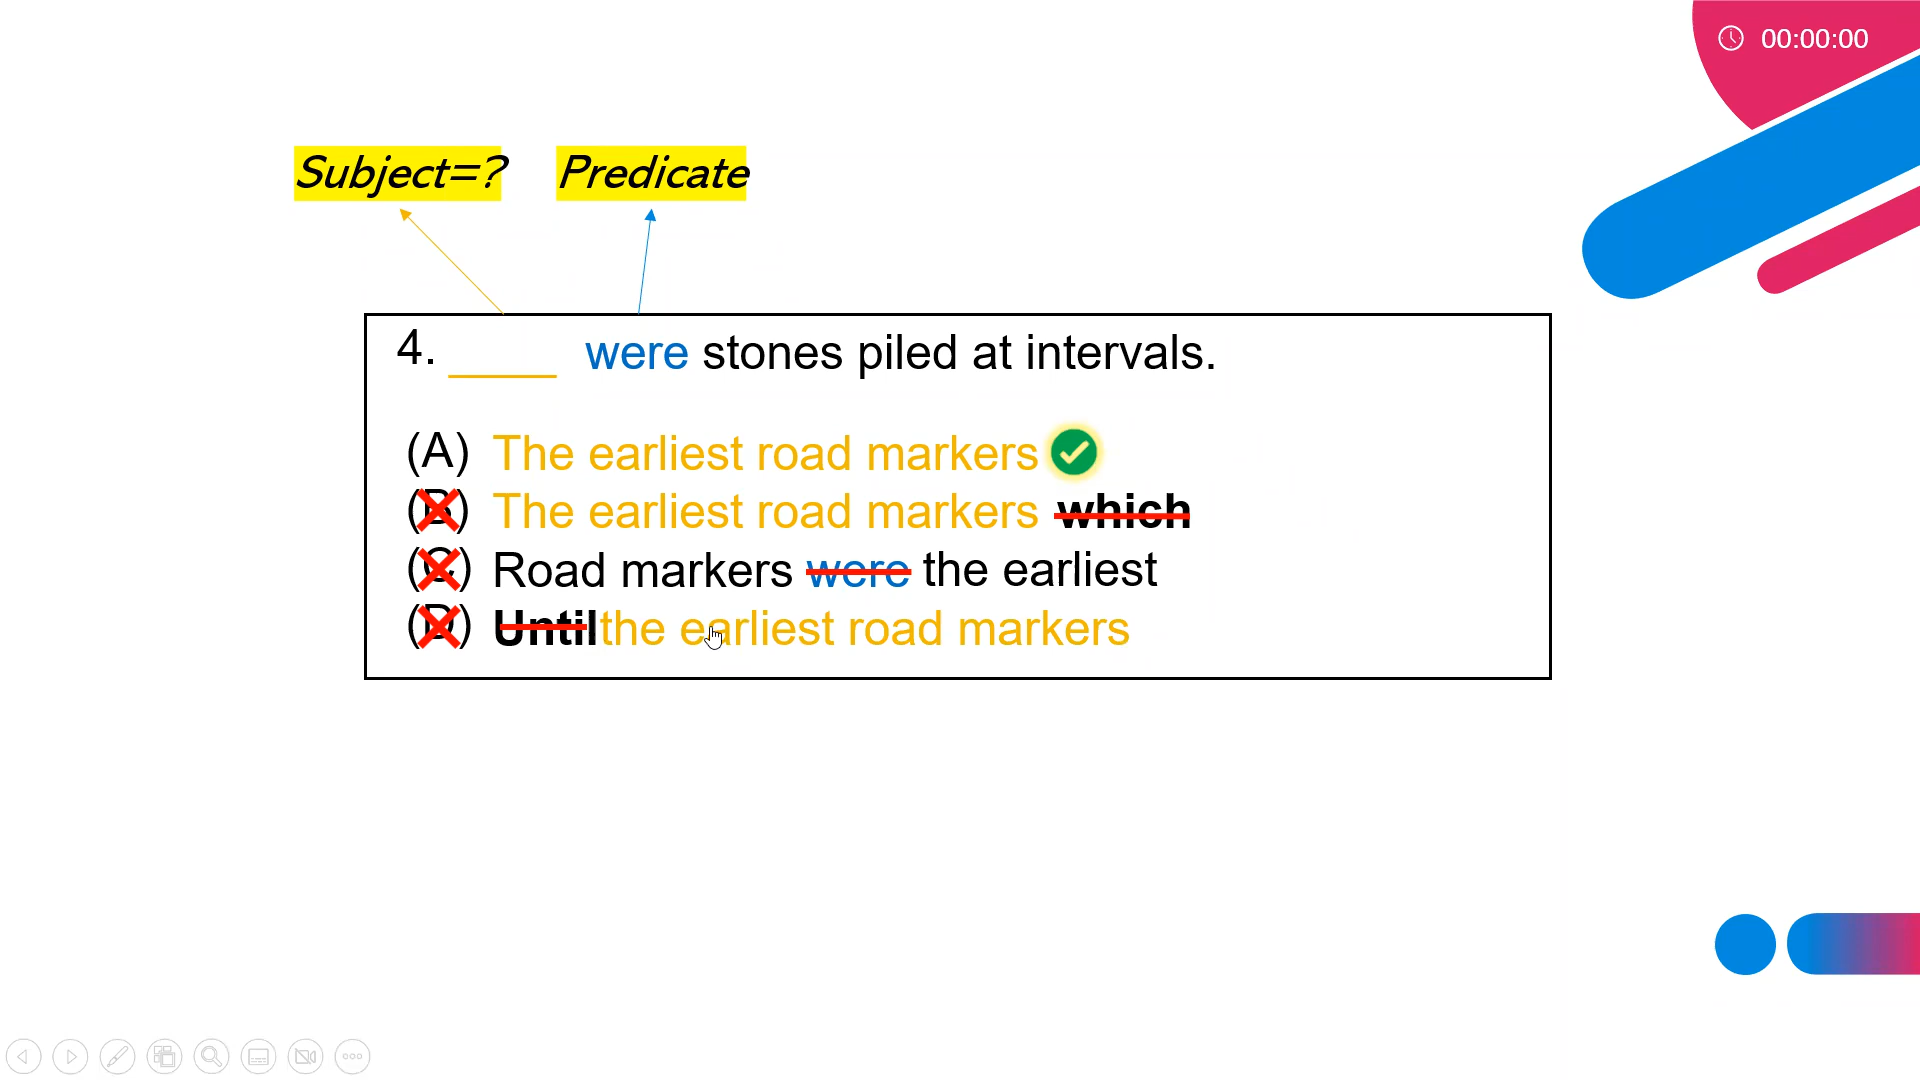 00:00:00
Subject=? Predicate
4. _____ were stones piled at intervals.
(A) The earliest road markers
(B) The earliest road markers which
(C) Road markers were the earliest
(D) Until the earliest road markers